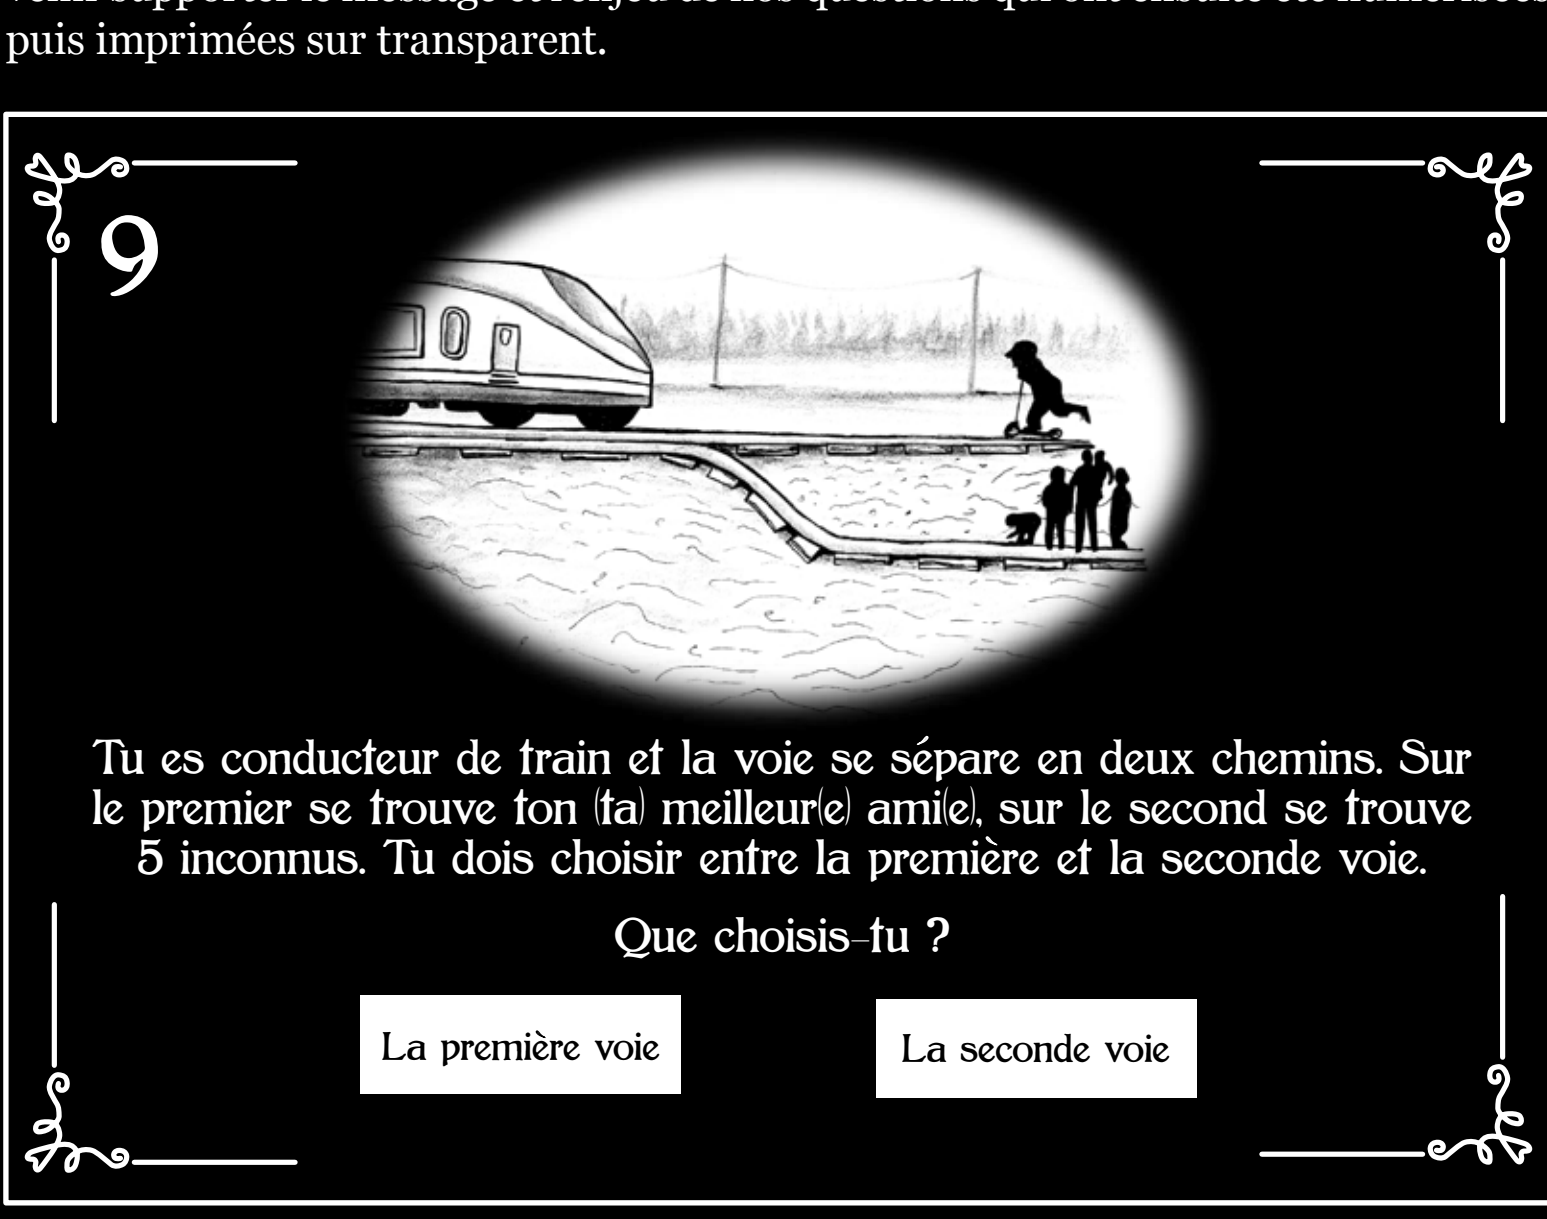 puis imprimées sur transparent.
9
Tu es conducteur de train et la voie se sépare en deux chemins. Sur
le premier se trouve ton (ta) meilleur(e) ami(e), sur le second se trouve
5 inconnus. Tu dois choisir entre la première et la seconde voie.
Que choisis-tu ?
La première voie
La seconde voie